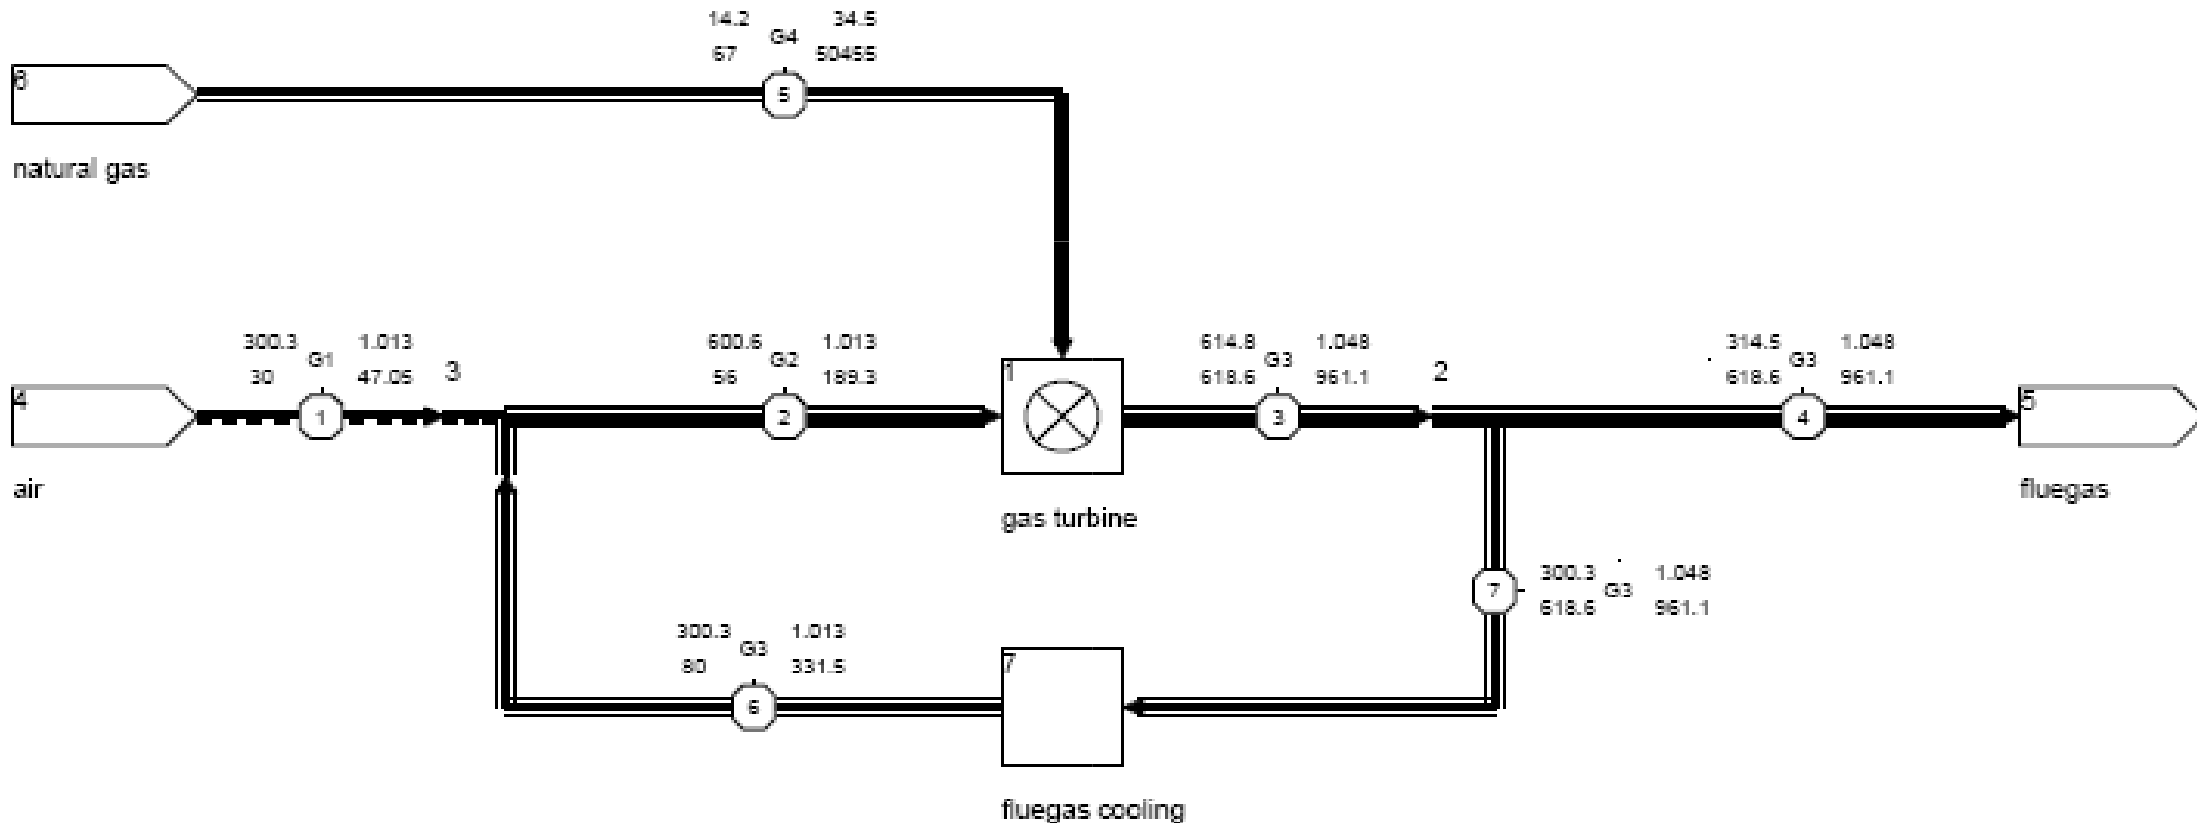 14.2 34.5
G4
67 50455
6
5
natural gas
300.3 1.013
G1
30 47.05
3
600.6 1.013
G2
56 189.3
614.8 1.048
G3
618.6 961.1
2
314.5 1.048
G3
618.6 961.1
4
1
2
1
3
4
5
air
gas turbine
fluegas
300.3 1.048
7 G3
618.6 961.1
300.3 1.013
G3
80 331.5
7
6
fluegas cooling